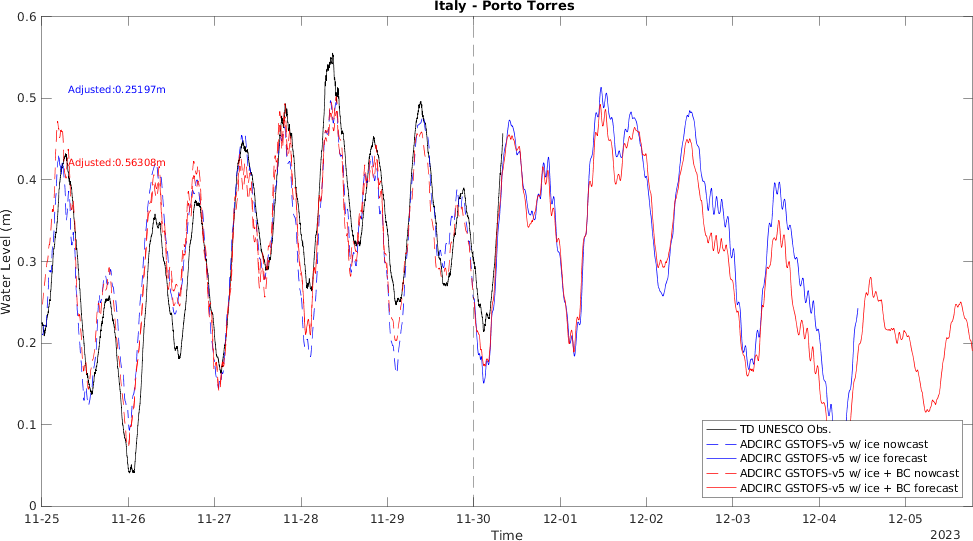 Italy - Porto Torres
0.6
0.5
0.4
0.3
0.2
0.1
0
Water Level (m)
Adjusted:0.25197m
Adjusted:0.56308m
TD UNESCO Obs.
ADCIRC GSTOFS-v5 w/ ice nowcast
ADCIRC GSTOFS-v5 w/ ice forecast
ADCIRC GSTOFS-v5 w/ ice + BC nowcast
ADCIRC GSTOFS-v5 w/ ice + BC forecast
11-25 11-26 11-27 11-28 11-29 11-30 12-01 12-02 12-03 12-04 12-05
Time
2023